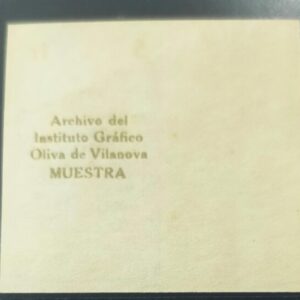 Archivo del
Instituto Gráfico
Oliva de Vilanova
MUESTRA